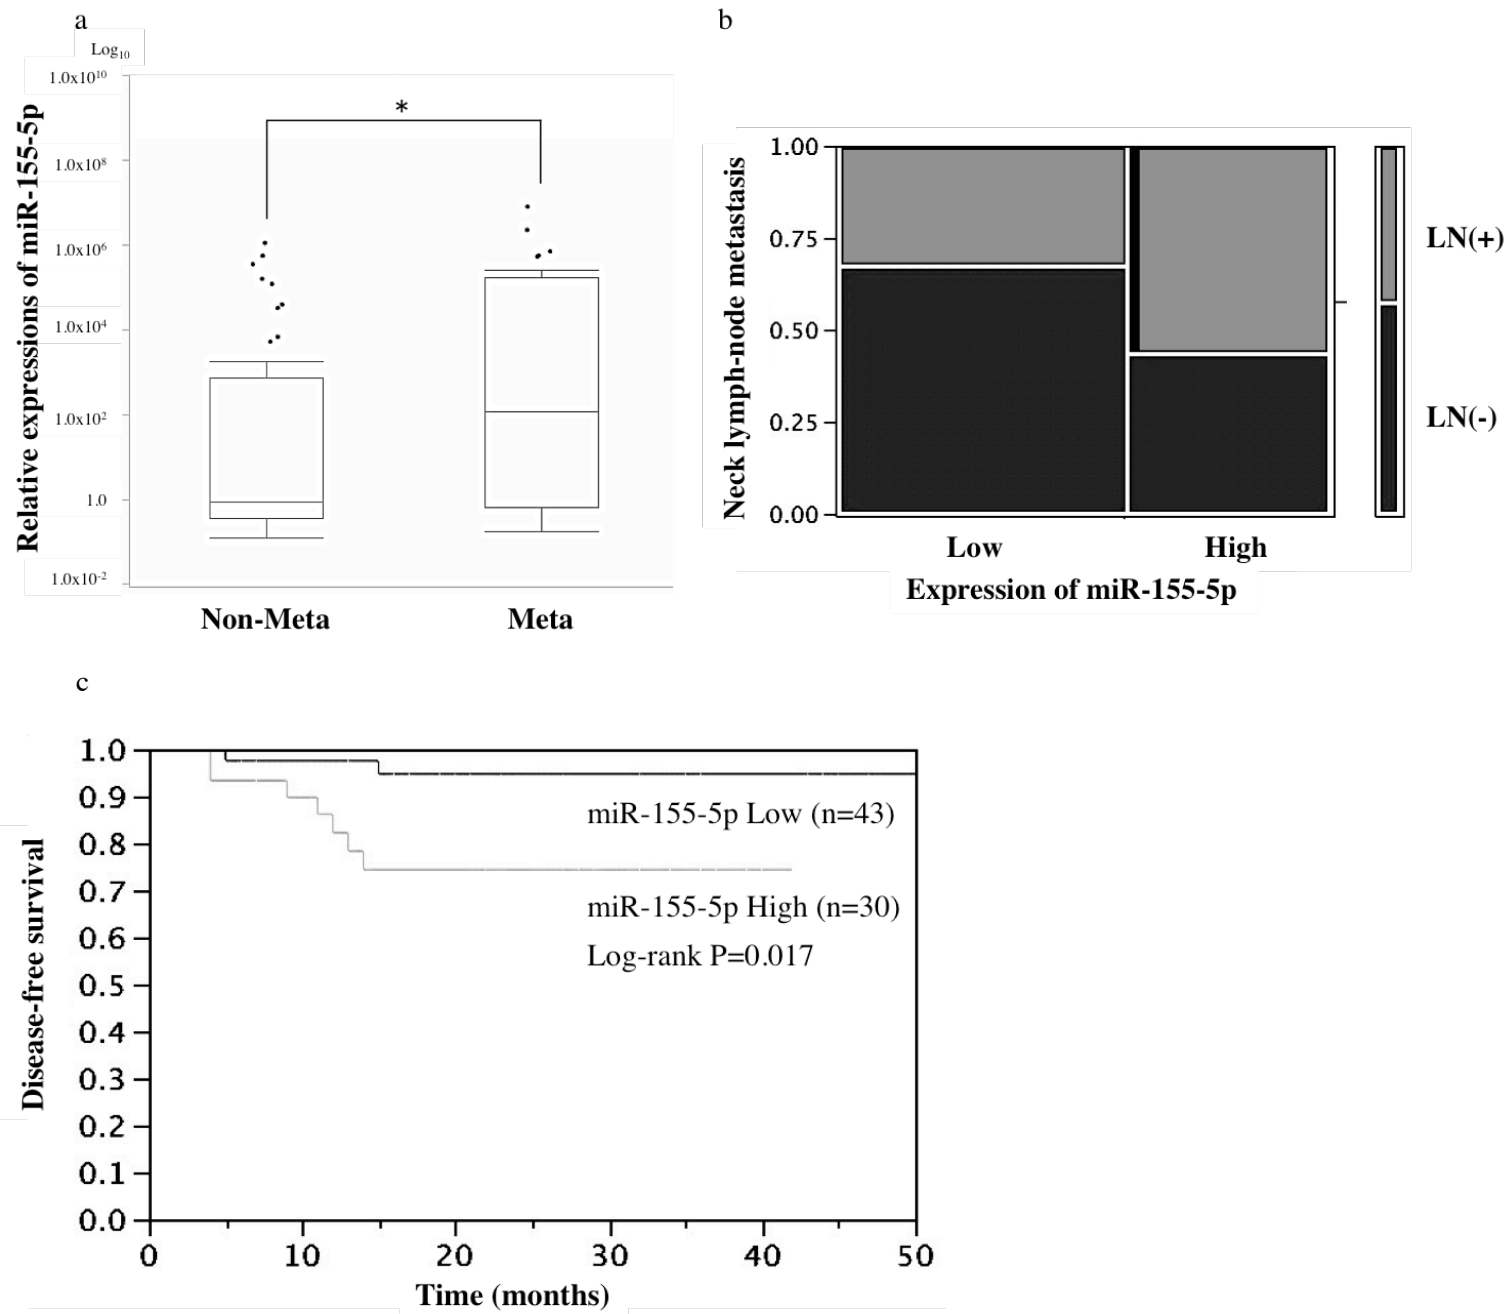 a
Log10
1.0x10^10
1.0x10^8
1.0x10^6
1.0x10^4
1.0x10^2
1.0
1.0x10^-2
Relative expressions of miR-155-5p
*
Non-Meta
Meta
b
1.00
0.75
0.50
0.25
0.00
Neck lymph-node metastasis
LN(+)
LN(-)
Low
High
Expression of miR-155-5p
c
1.0
0.9
0.8
0.7
0.6
0.5
0.4
0.3
0.2
0.1
0.0
Disease-free survival
miR-155-5p Low (n=43)
miR-155-5p High (n=30)
Log-rank P=0.017
0 10 20 30 40 50
Time (months)